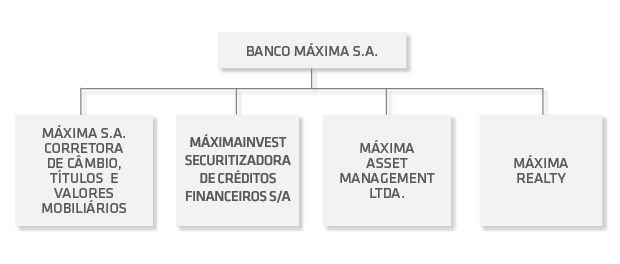 BANCO MÁXIMA S.A.
MÁXIMA S.A.
CORRETORA
DE CÂMBIO,
TÍTULOS E
VALORES
MOBILIÁRIOS
MÁXIMAINVEST
SECURITIZADORA
DE CRÉDITOS
FINANCEIROS S/A
MÁXIMA
ASSET
MANAGEMENT
LTDA.
MÁXIMA
REALTY